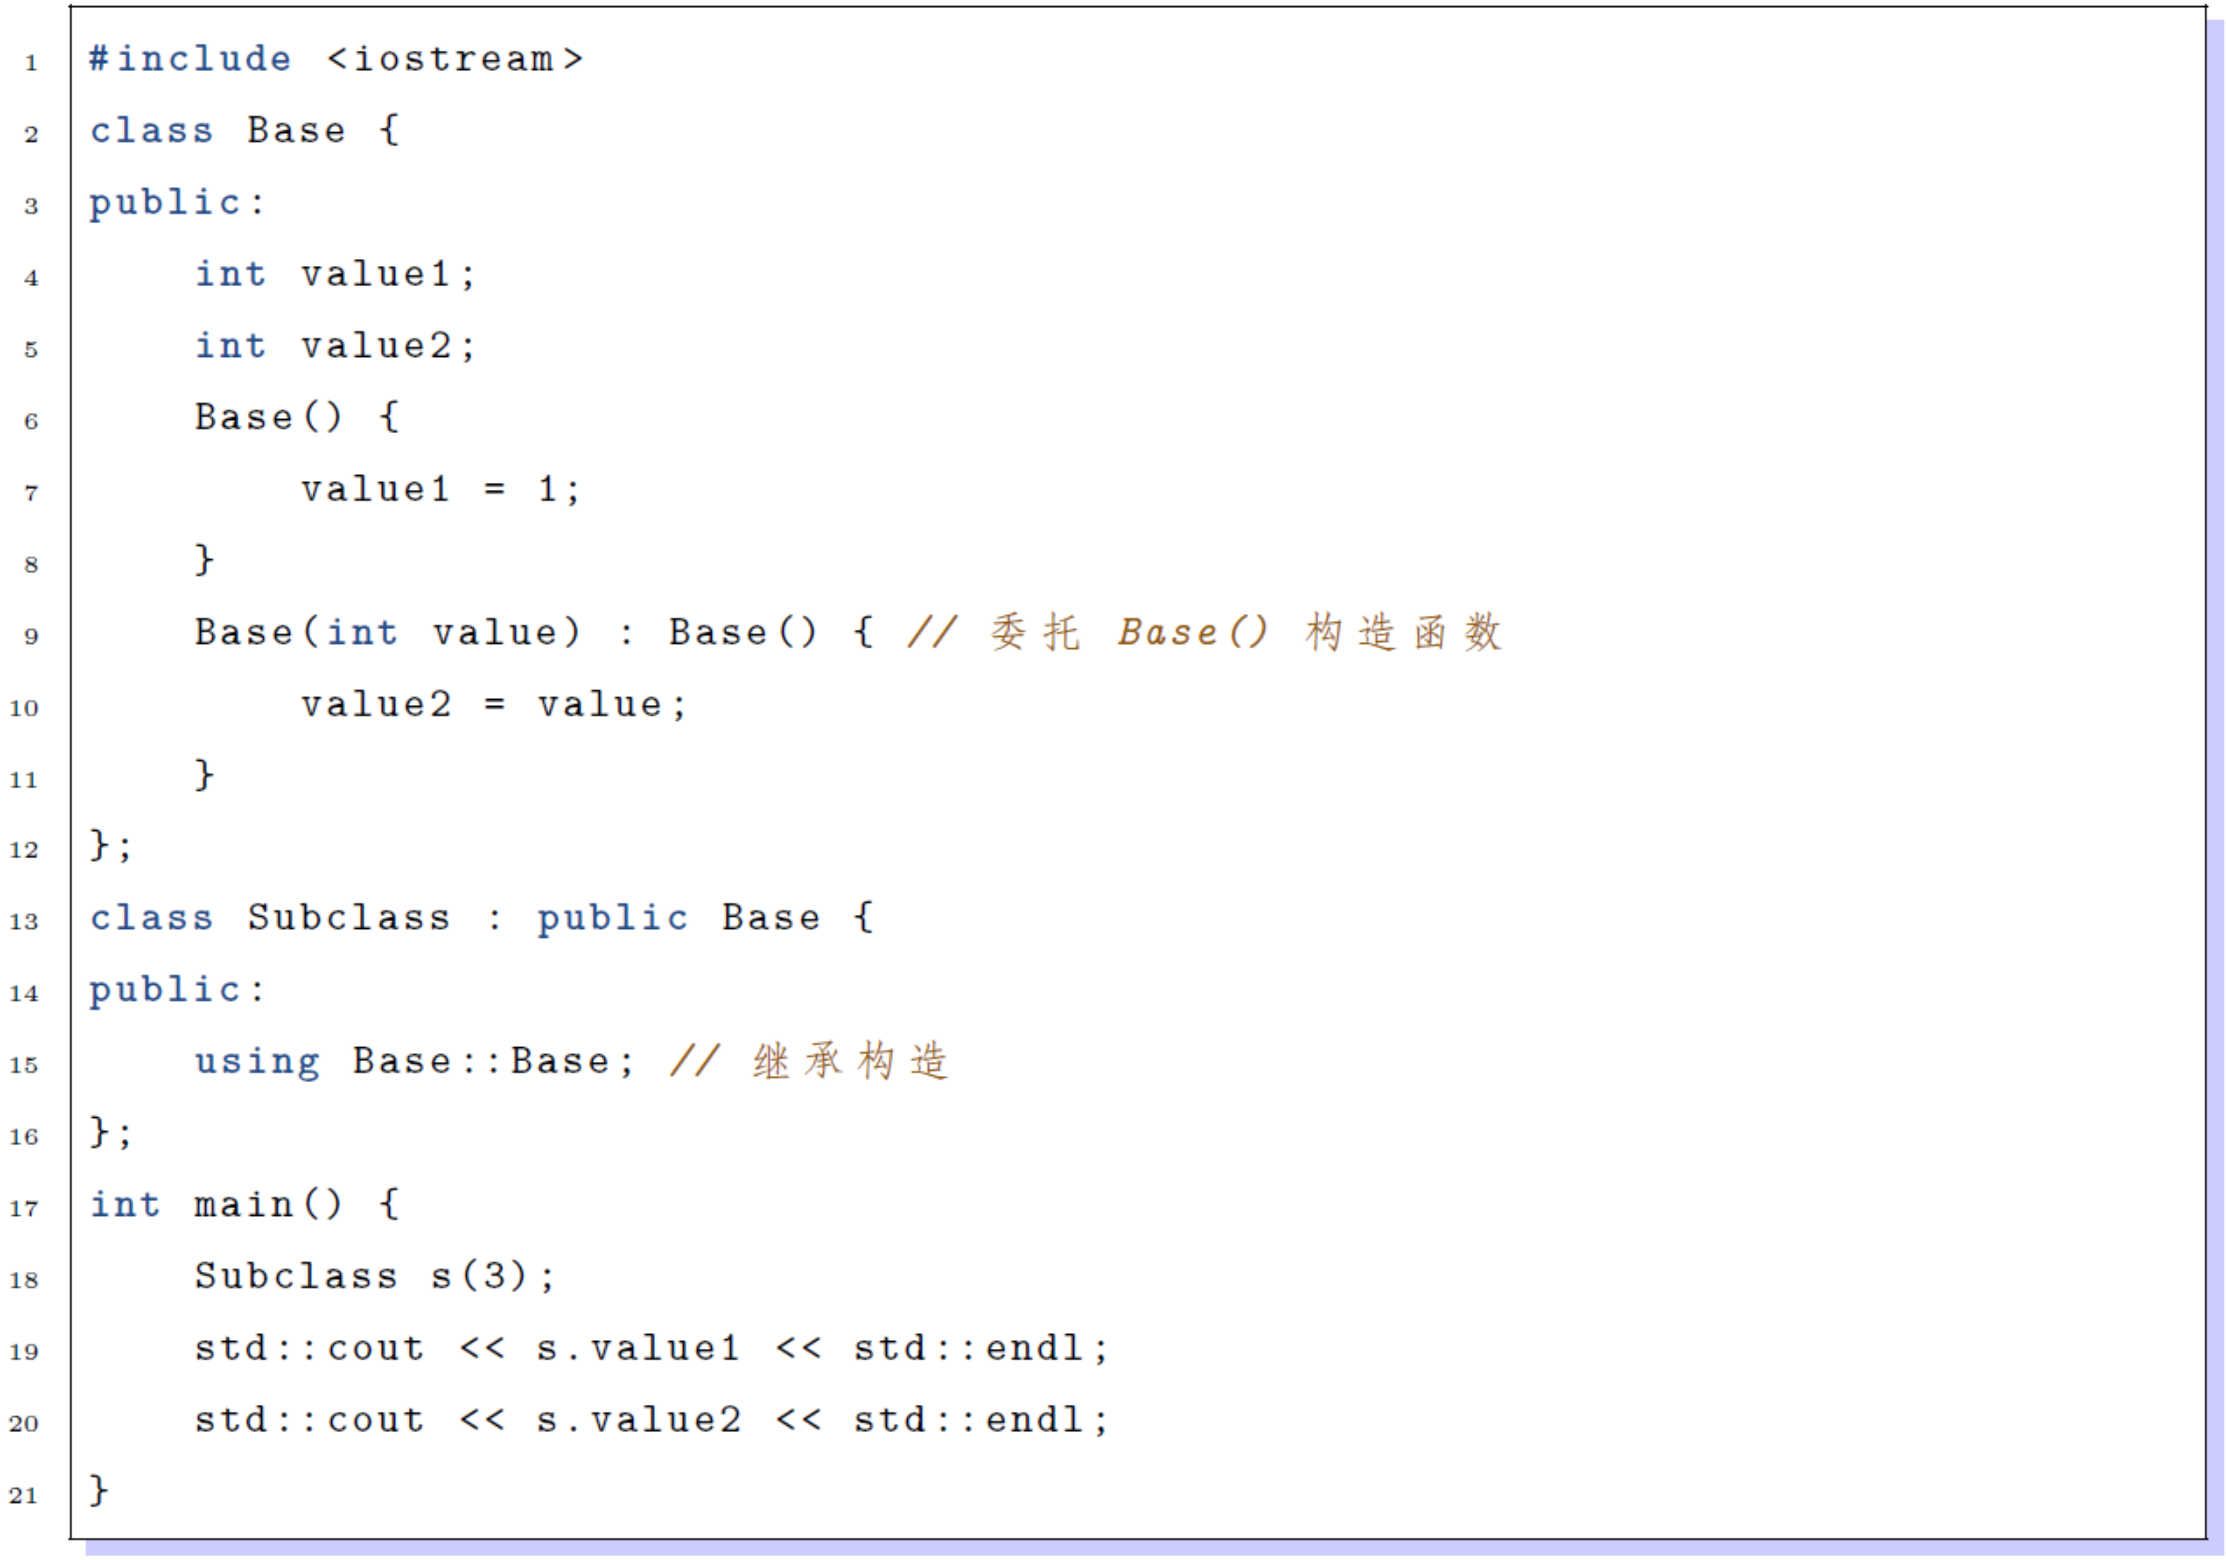 1 #include <iostream>
2 class Base {
3 public:
4     int value1;
5     int value2;
6     Base() {
7         value1 = 1;
8     }
9     Base(int value) : Base() { // 委托 Base() 构造函数
10         value2 = value;
11     }
12 };
13 class Subclass : public Base {
14 public:
15     using Base::Base; // 继承构造
16 };
17 int main() {
18     Subclass s(3);
19     std::cout << s.value1 << std::endl;
20     std::cout << s.value2 << std::endl;
21 }